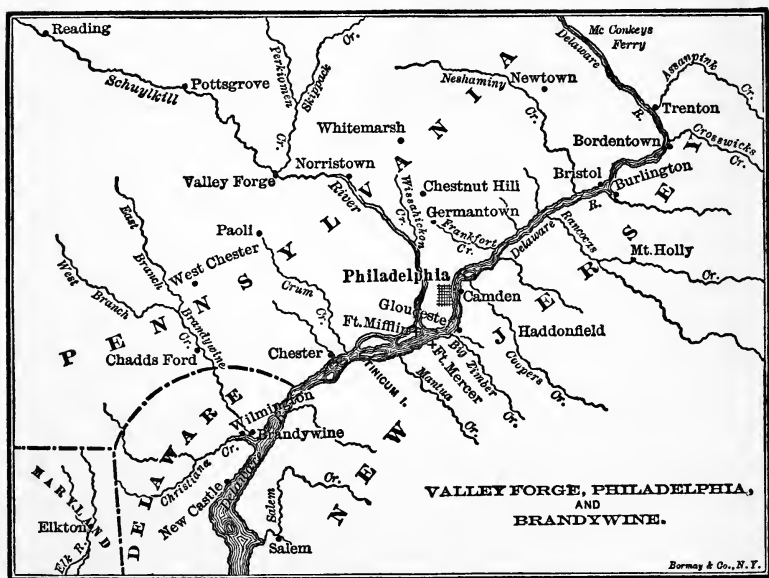 Reading
Schuylkill
Pottsgrove
Perkiomen
Cr.
Skippack
Cr.
Neshaminy
Cr.
Newtown
Mc Conkeys
Ferry
Delaware
R.
Assanpink
Cr.
Trenton
Whitemarsh
Valley Forge
Norristown
River
Wissahickon
Cr.
Chestnut Hill
Germantown
Frankfort
Cr.
Bordentown
Crosswicks
Cr.
Bristol
Burlington
Delaware
R.
Rancocas
Cr.
Mt. Holly
East
Branch
West
Branch
Brandywine
Cr.
West Chester
Paoli
Crum
Cr.
Philadelphia
Camden
Gloucester
Ft. Mifflin
Haddonfield
Coopers
Cr.
Big Timber
Cr.
Ft. Mercer
Mantua
Cr.
TINICUM I.
Chester
Chadds Ford
PENNSYLVANIA
NEW JERSEY
DELAWARE
MARYLAND
Wilmington
Brandywine
Christiana
Cr.
New Castle
Delaware
Salem
Cr.
Salem
Elkton
Elk R.
VALLEY FORGE, PHILADELPHIA,
AND
BRANDYWINE.
Bormay & Co., N.Y.